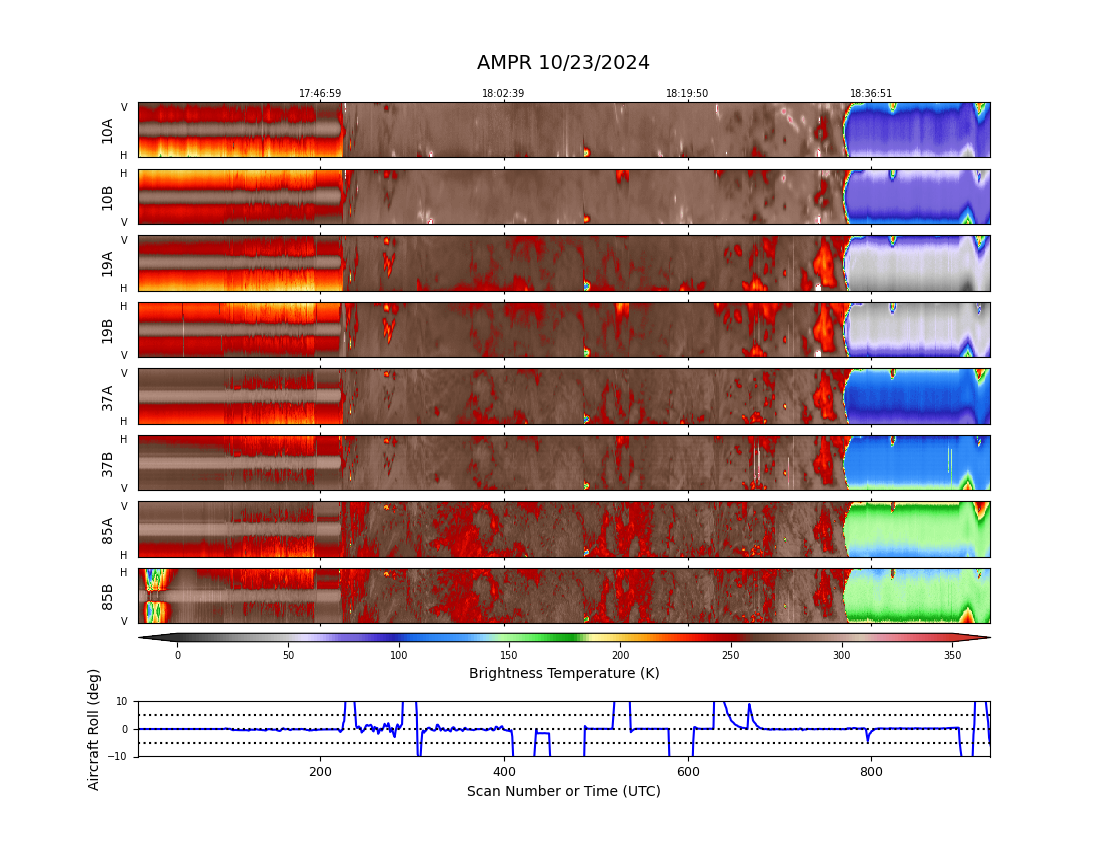 AMPR 10/23/2024
17:46:59 18:02:39 18:19:50 18:36:51
V
10A
H
H
10B
V
V
19A
H
H
19B
V
V
37A
H
H
37B
V
V
85A
H
H
85B
V
0 50 100 150 200 250 300 350
Brightness Temperature (K)
Aircraft Roll (deg)
10
0
−10
200 400 600 800
Scan Number or Time (UTC)